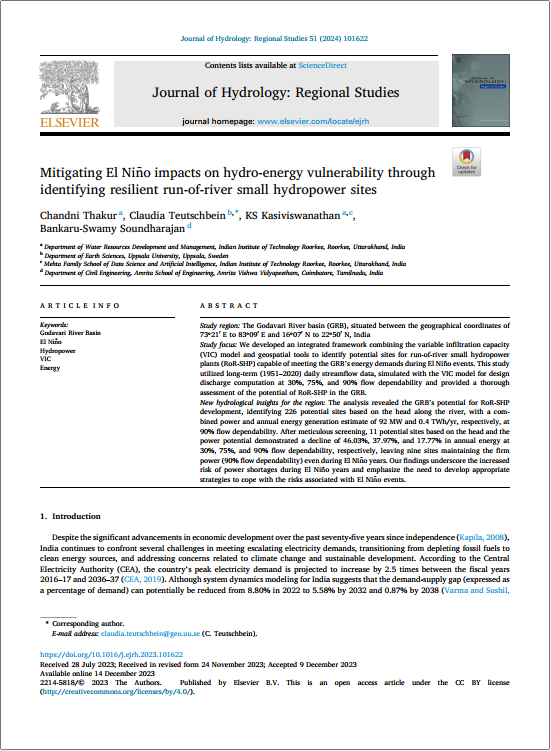 Journal of Hydrology: Regional Studies 51 (2024) 101622
Contents lists available at ScienceDirect
Journal of Hydrology: Regional Studies
journal homepage: www.elsevier.com/locate/ejrh
ELSEVIER
JOURNAL OF
HYDROLOGY:
Regional Studies
Check for
updates
Mitigating El Niño impacts on hydro-energy vulnerability through
identifying resilient run-of-river small hydropower sites
Chandni Thakur a, Claudia Teutschbein b,*, KS Kasiviswanathan a,c,
Bankaru-Swamy Soundharajan d
a Department of Water Resources Development and Management, Indian Institute of Technology Roorkee, Roorkee, Uttarakhand, India
b Department of Earth Sciences, Uppsala University, Uppsala, Sweden
c Mehta Family School of Data Science and Artificial Intelligence, Indian Institute of Technology Roorkee, Roorkee, Uttarakhand, India
d Department of Civil Engineering, Amrita School of Engineering, Amrita Vishwa Vidyapeetham, Coimbatore, Tamilnadu, India
ARTICLE INFO
Keywords:
Godavari River Basin
El Niño
Hydropower
VIC
Energy
ABSTRACT
Study region: The Godavari River basin (GRB), situated between the geographical coordinates of
73°21′ E to 83°09′ E and 16°07′ N to 22°50′ N, India
Study focus: We developed an integrated framework combining the variable infiltration capacity
(VIC) model and geospatial tools to identify potential sites for run-of-river small hydropower
plants (RoR-SHP) capable of meeting the GRB's energy demands during El Niño events. This study
utilized long-term (1951–2020) daily streamflow data, simulated with the VIC model for design
discharge computation at 30%, 75%, and 90% flow dependability and provided a thorough
assessment of the potential of RoR-SHP in the GRB.
New hydrological insights for the region: The analysis revealed the GRB's potential for RoR-SHP
development, identifying 226 potential sites based on the head along the river, with a com-
bined power and annual energy generation estimate of 92 MW and 0.4 TWh/yr, respectively, at
90% flow dependability. After meticulous screening, 11 potential sites based on the head and the
power potential demonstrated a decline of 46.03%, 37.97%, and 17.77% in annual energy at
30%, 75%, and 90% flow dependability, respectively, leaving nine sites maintaining the firm
power (90% flow dependability) even during El Niño years. Our findings underscore the increased
risk of power shortages during El Niño years and emphasize the need to develop appropriate
strategies to cope with the risks associated with El Niño events.
1. Introduction
Despite the significant advancements in economic development over the past seventy-five years since independence (Kapila, 2008),
India continues to confront several challenges in meeting escalating electricity demands, transitioning from depleting fossil fuels to
clean energy sources, and addressing concerns related to climate change and sustainable development. According to the Central
Electricity Authority (CEA), the country's peak electricity demand is projected to increase by 2.5 times between the fiscal years
2016–17 and 2036–37 (CEA, 2019). Although system dynamics modeling for India suggests that the demand-supply gap (expressed
as a percentage of demand) can potentially be reduced from 8.80% in 2022 to 5.58% by 2032 and 0.87% by 2038 (Varma and Sushil,
* Corresponding author.
E-mail address: claudia.teutschbein@geo.uu.se (C. Teutschbein).
https://doi.org/10.1016/j.ejrh.2023.101622
Received 28 July 2023; Received in revised form 24 November 2023; Accepted 9 December 2023
Available online 14 December 2023
2214-5818/© 2023 The Authors. Published by Elsevier B.V. This is an open access article under the CC BY license
(http://creativecommons.org/licenses/by/4.0/).